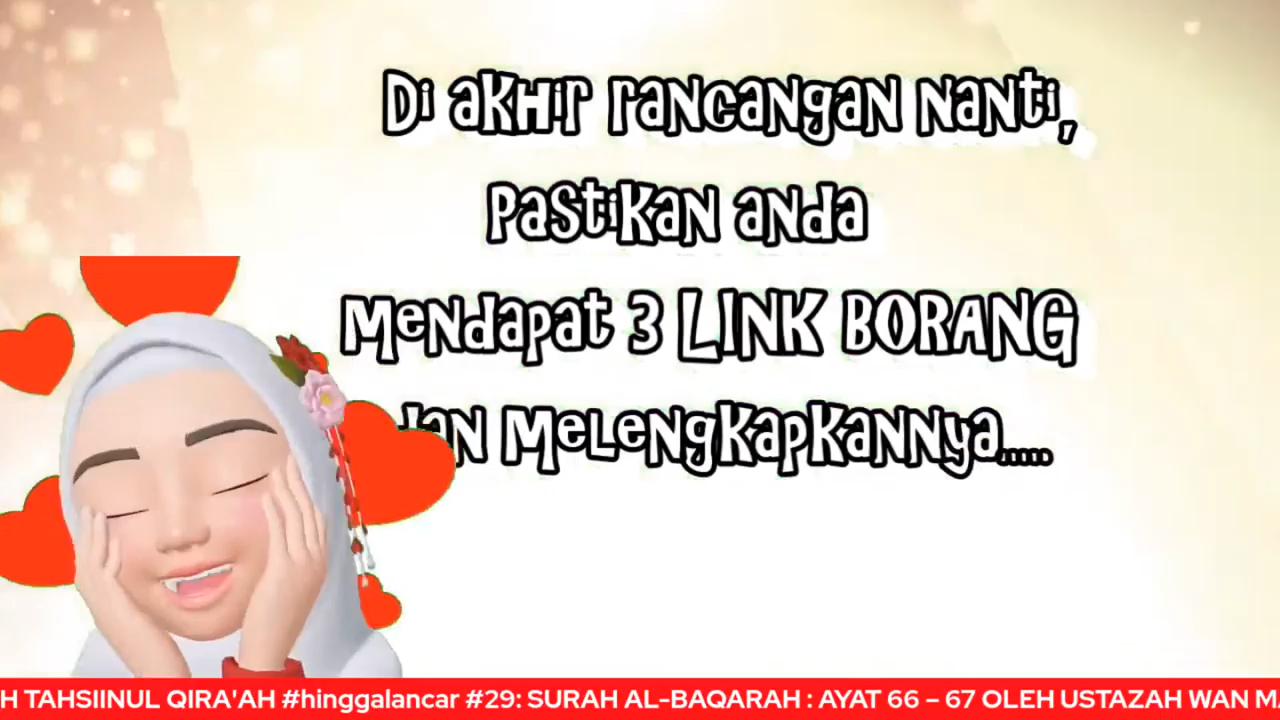 Di akhir rancangan nanti,
pastikan anda
mendapat 3 LINK BORANG
dan melengkapkannya.....
H TAHSIINUL QIRA'AH #hinggalancar #29: SURAH AL-BAQARAH : AYAT 66 – 67 OLEH USTAZAH WAN